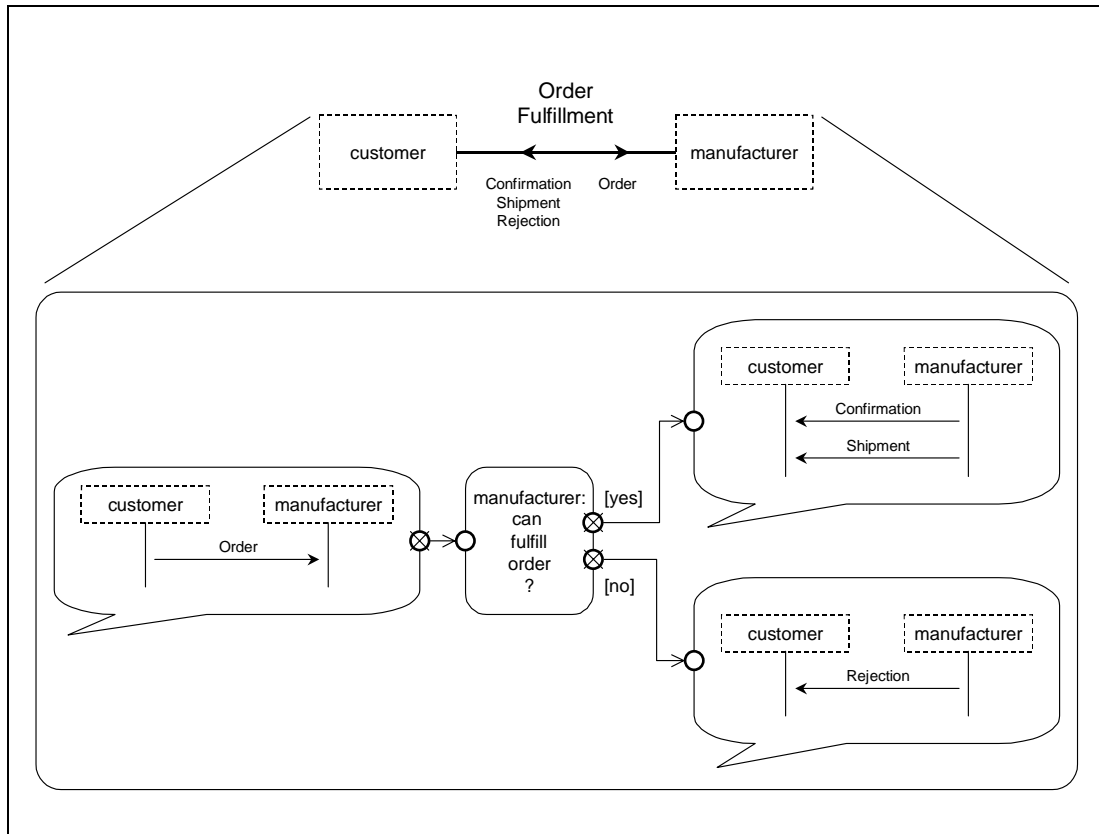 Order
Fulfillment
customer
manufacturer
Confirmation
Shipment
Rejection
Order
customer
manufacturer
Order
manufacturer:
can
fulfill
order
?
[yes]
[no]
customer
manufacturer
Confirmation
Shipment
customer
manufacturer
Rejection